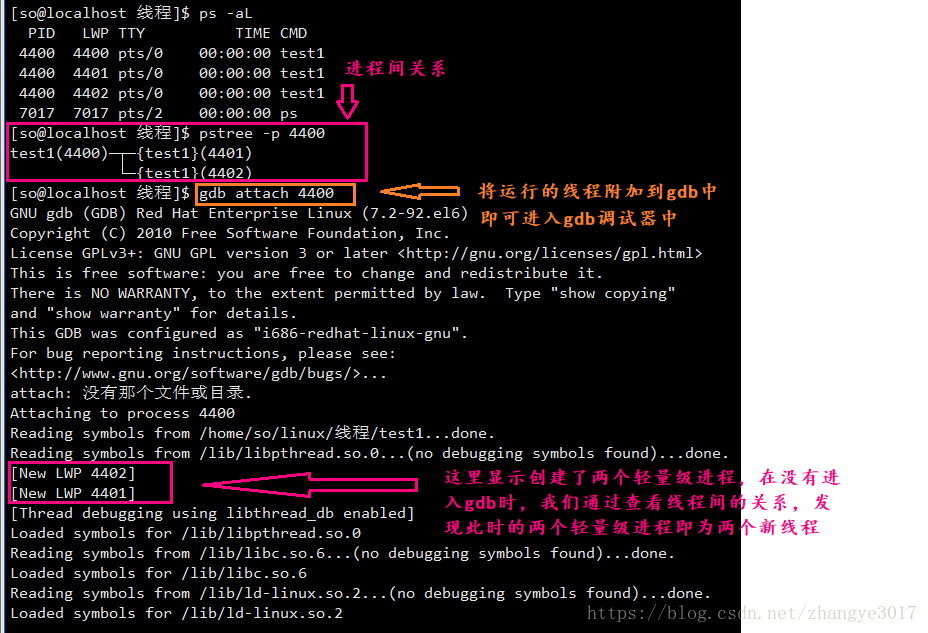 [so@localhost 线程]$ ps -aL
PID LWP TTY TIME CMD
4400 4400 pts/0 00:00:00 test1
4400 4401 pts/0 00:00:00 test1
进程间关系
4400 4402 pts/0 00:00:00 test1
7017 7017 pts/2 00:00:00 ps
[so@localhost 线程]$ pstree -p 4400
test1(4400)─┬─{test1}(4401)
└─{test1}(4402)
[so@localhost 线程]$ gdb attach 4400
将运行的线程附加到gdb中
即可进入gdb调试器中
GNU gdb (GDB) Red Hat Enterprise Linux (7.2-92.el6)
Copyright (C) 2010 Free Software Foundation, Inc.
License GPLv3+: GNU GPL version 3 or later <http://gnu.org/licenses/gpl.html>
This is free software: you are free to change and redistribute it.
There is NO WARRANTY, to the extent permitted by law.  Type "show copying"
and "show warranty" for details.
This GDB was configured as "i686-redhat-linux-gnu".
For bug reporting instructions, please see:
<http://www.gnu.org/software/gdb/bugs/>...
attach: 没有那个文件或目录.
Attaching to process 4400
Reading symbols from /home/so/linux/线程/test1...done.
Reading symbols from /lib/libpthread.so.0...(no debugging symbols found)...done.
[New LWP 4402]
[New LWP 4401]
这里显示创建了两个轻量级进程，在没有进
入gdb时，我们通过查看线程间的关系，发
现此时的两个轻量级进程即为两个新线程
[Thread debugging using libthread_db enabled]
Loaded symbols for /lib/libpthread.so.0
Reading symbols from /lib/libc.so.6...(no debugging symbols found)...done.
Loaded symbols for /lib/libc.so.6
Reading symbols from /lib/ld-linux.so.2...(no debugging symbols found)...done.
Loaded symbols for /lib/ld-linux.so.2
https://blog.csdn.net/zhangye3017